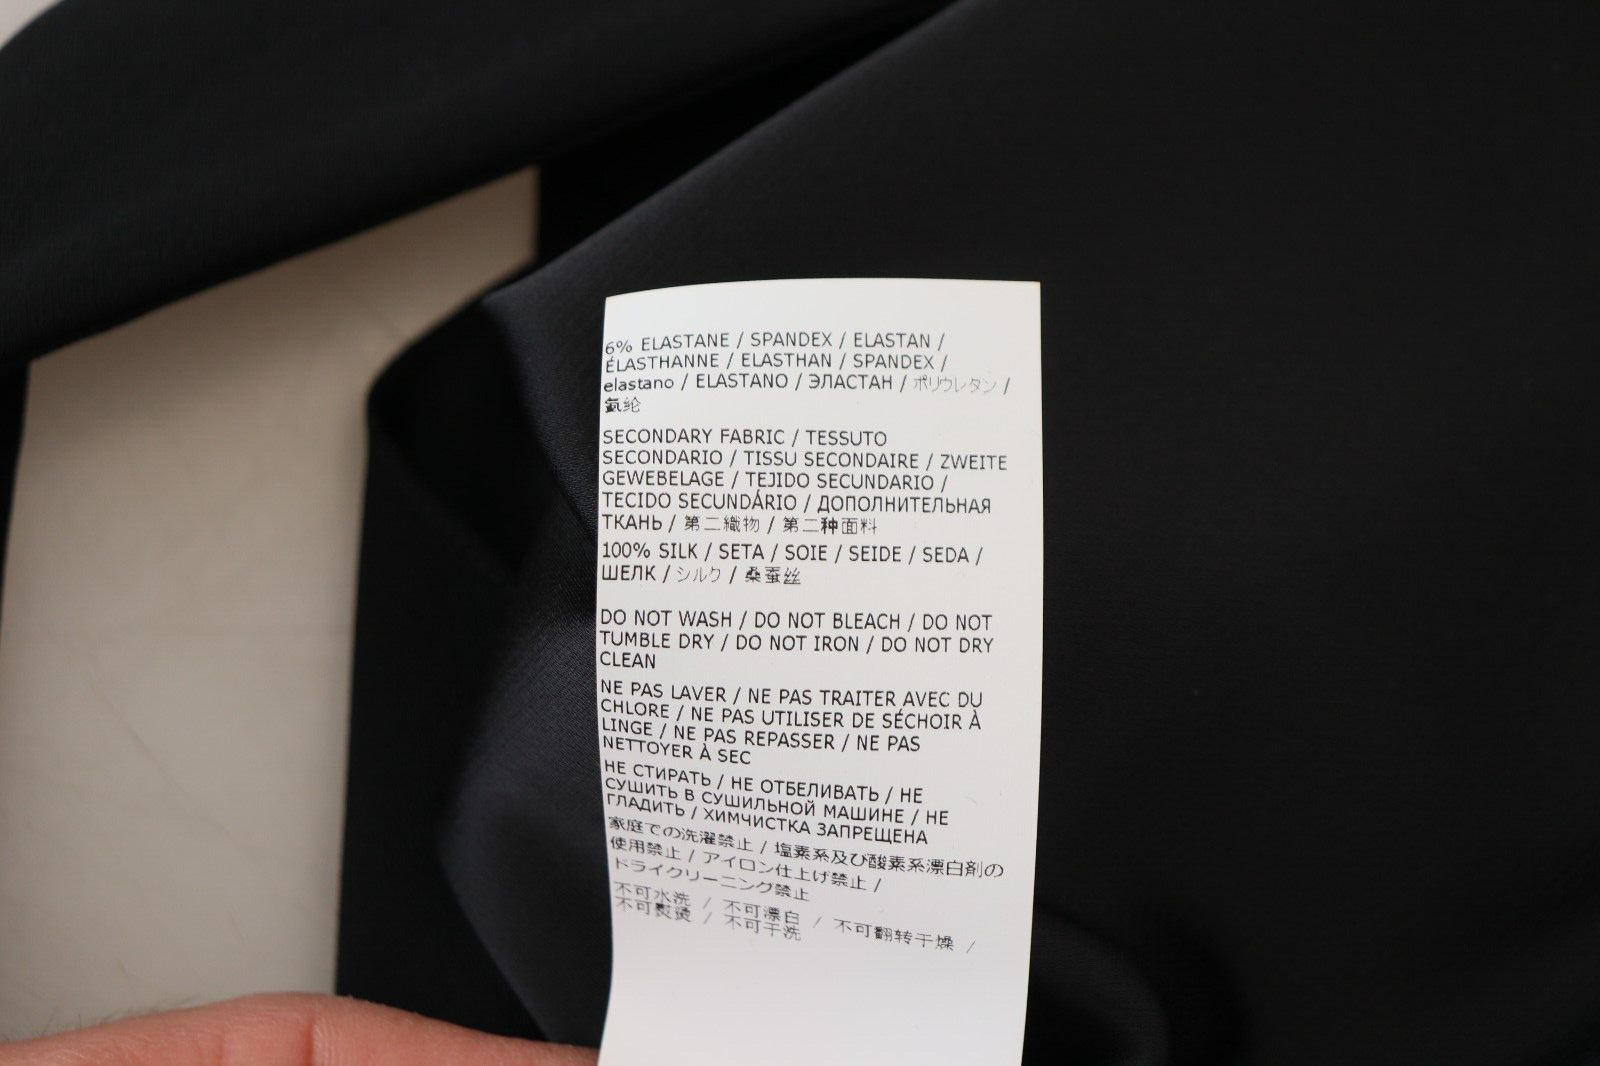 6% ELASTANE / SPANDEX / ELASTAN /
ÉLASTHANNE / ELASTHAN / SPANDEX /
elastano / ELASTANO / ЭЛАСТАН / ポリウレタン /
氨纶
SECONDARY FABRIC / TESSUTO
SECONDARIO / TISSU SECONDAIRE / ZWEITE
GEWEBELAGE / TEJIDO SECUNDARIO /
TECIDO SECUNDÁRIO / ДОПОЛНИТЕЛЬНАЯ
ТКАНЬ / 第二織物 / 第二种面料
100% SILK / SETA / SOIE / SEIDE / SEDA /
ШЕЛК / シルク / 桑蚕丝
DO NOT WASH / DO NOT BLEACH / DO NOT
TUMBLE DRY / DO NOT IRON / DO NOT DRY
CLEAN
NE PAS LAVER / NE PAS TRAITER AVEC DU
CHLORE / NE PAS UTILISER DE SÉCHOIR À
LINGE / NE PAS REPASSER / NE PAS
NETTOYER À SEC
НЕ СТИРАТЬ / НЕ ОТБЕЛИВАТЬ / НЕ
СУШИТЬ В СУШИЛЬНОЙ МАШИНЕ / НЕ
ГЛАДИТЬ / ХИМЧИСТКА ЗАПРЕЩЕНА
家庭での洗濯禁止 / 塩素系及び酸素系漂白剤の
使用禁止 / アイロン仕上げ禁止 /
ドライクリーニング禁止
不可水洗 / 不可漂白 / 不可翻转干燥 /
不可熨烫 / 不可干洗